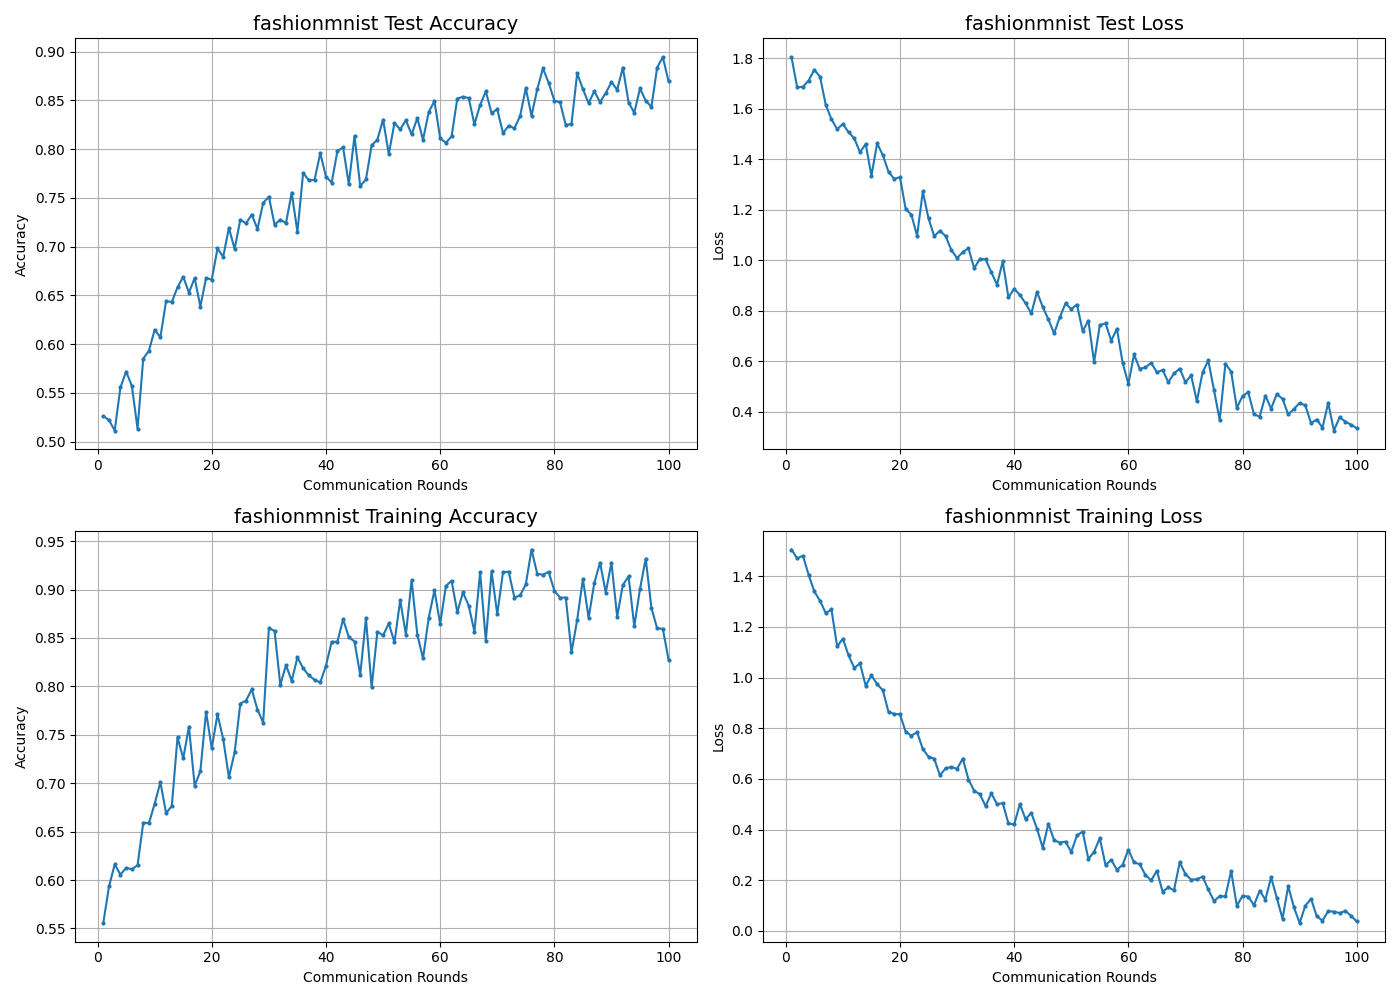 fashionmnist Test Accuracy
0.90
0.85
0.80
0.75
0.70
0.65
0.60
0.55
0.50
Accuracy
0 20 40 60 80 100
Communication Rounds
fashionmnist Test Loss
1.8
1.6
1.4
1.2
1.0
0.8
0.6
0.4
Loss
0 20 40 60 80 100
Communication Rounds
fashionmnist Training Accuracy
0.95
0.90
0.85
0.80
0.75
0.70
0.65
0.60
0.55
Accuracy
0 20 40 60 80 100
Communication Rounds
fashionmnist Training Loss
1.4
1.2
1.0
0.8
0.6
0.4
0.2
0.0
Loss
0 20 40 60 80 100
Communication Rounds